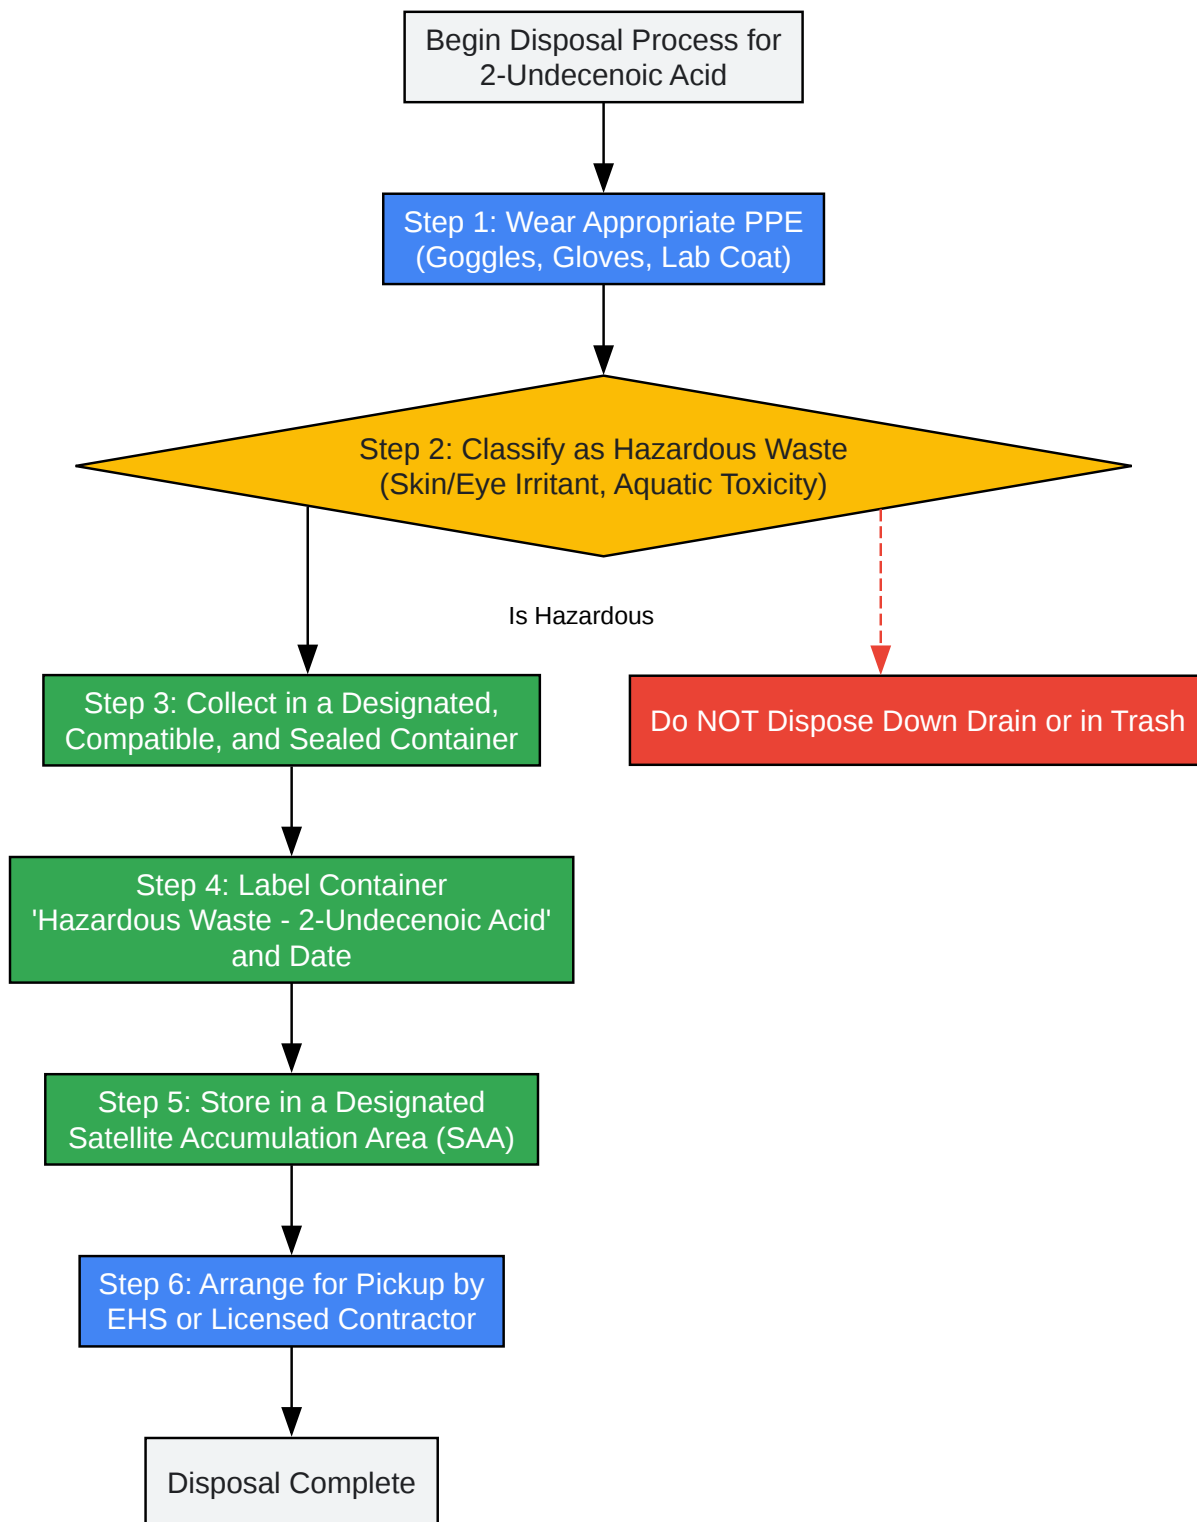 Begin Disposal Process for
2-Undecenoic Acid
Step 1: Wear Appropriate PPE
(Goggles, Gloves, Lab Coat)
Step 2: Classify as Hazardous Waste
(Skin/Eye Irritant, Aquatic Toxicity)
Is Hazardous
Step 3: Collect in a Designated,
Compatible, and Sealed Container
Do NOT Dispose Down Drain or in Trash
Step 4: Label Container
'Hazardous Waste - 2-Undecenoic Acid'
and Date
Step 5: Store in a Designated
Satellite Accumulation Area (SAA)
Step 6: Arrange for Pickup by
EHS or Licensed Contractor
Disposal Complete